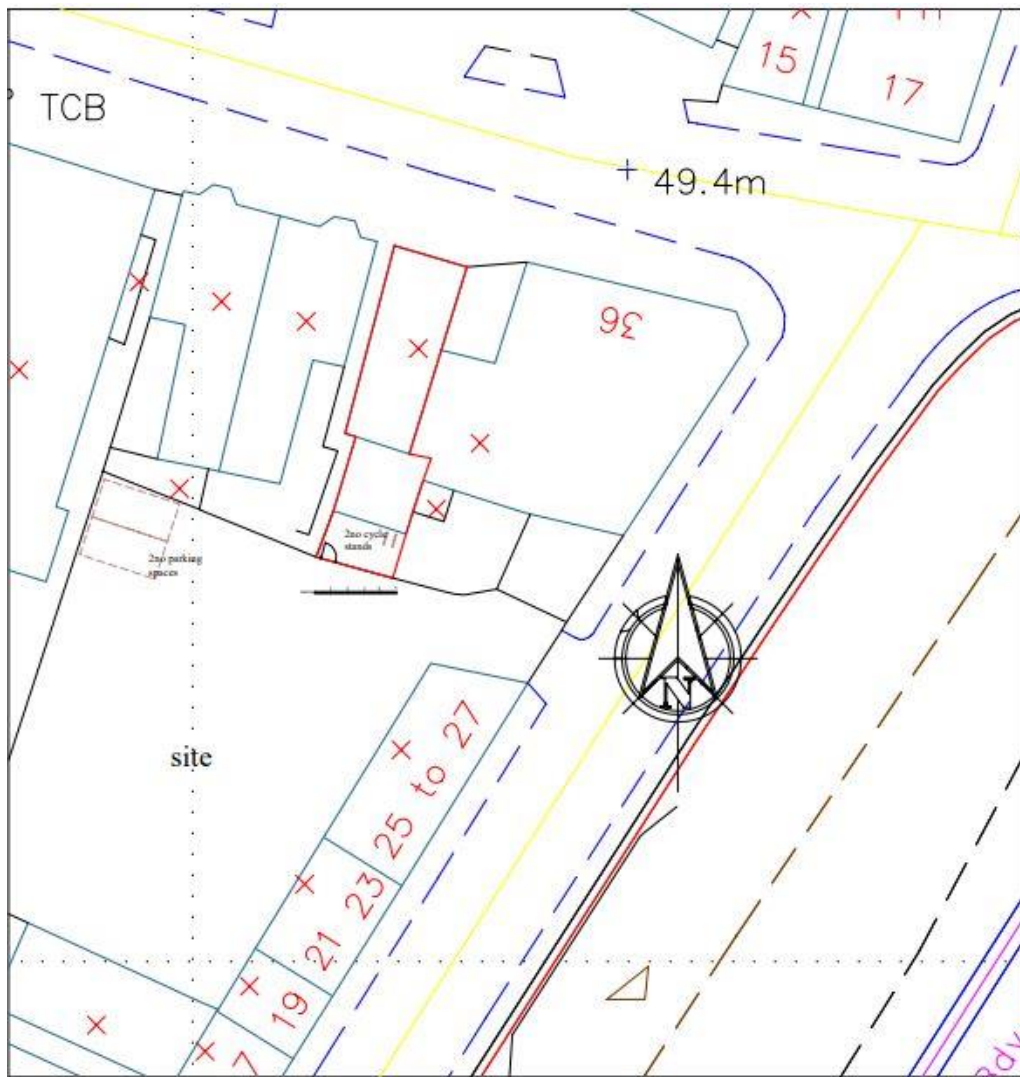 15
17
TCB
49.4m
36
2no cycle
stands
2no parking
spaces
N
site
25 to 27
21 23
19
7
Bdy